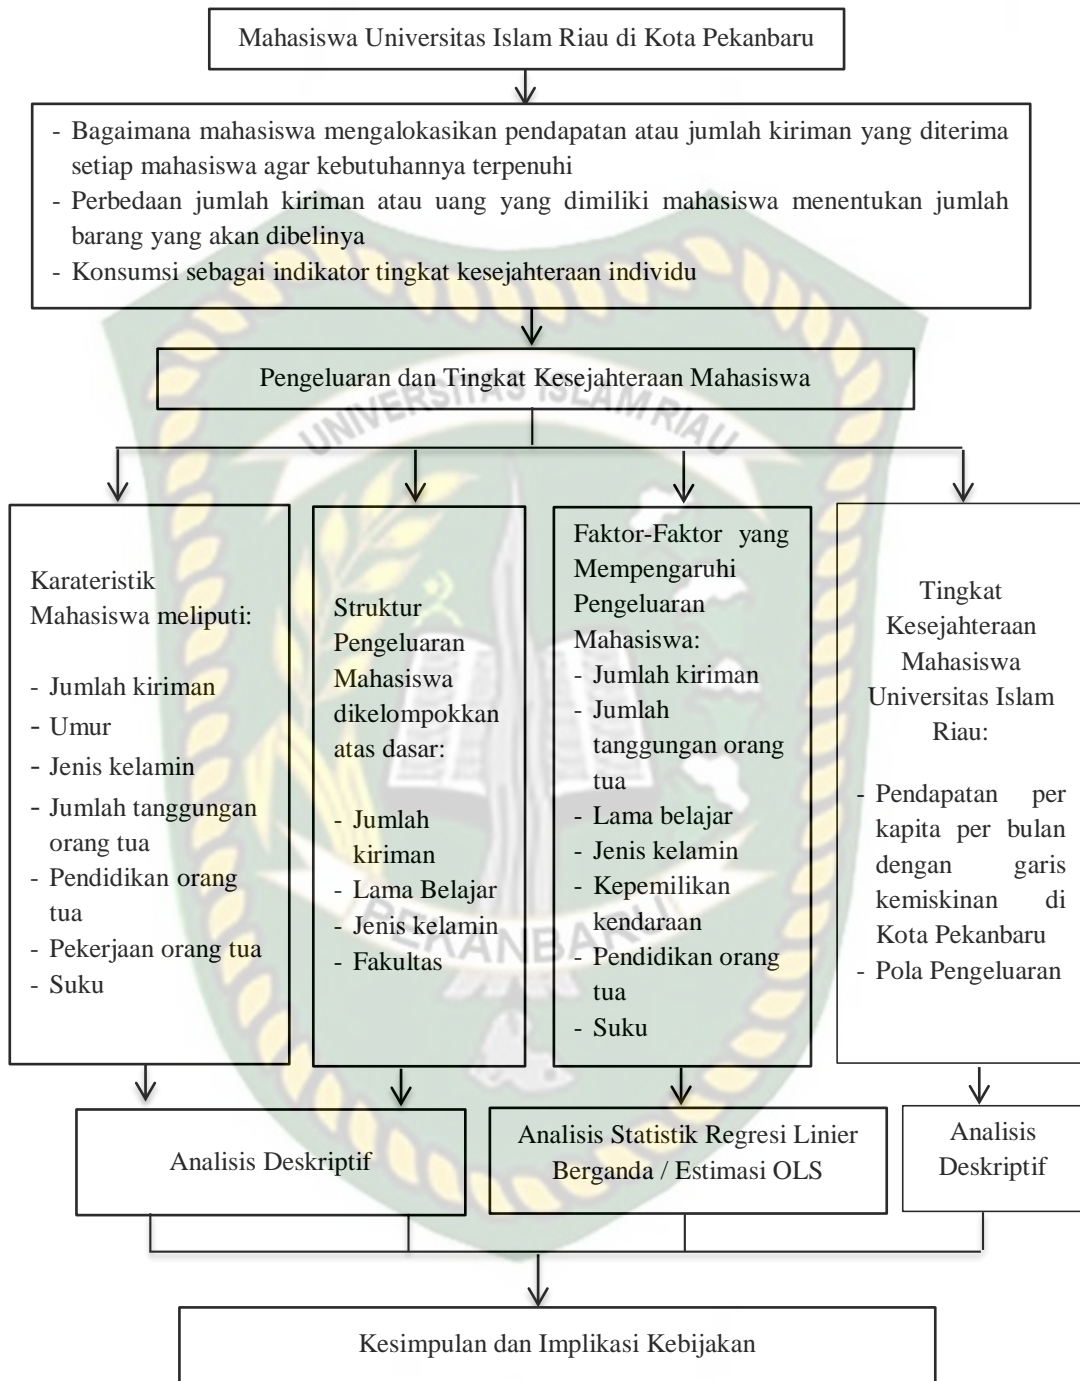 Mahasiswa Universitas Islam Riau di Kota Pekanbaru
- Bagaimana mahasiswa mengalokasikan pendapatan atau jumlah kiriman yang diterima
setiap mahasiswa agar kebutuhannya terpenuhi
- Perbedaan jumlah kiriman atau uang yang dimiliki mahasiswa menentukan jumlah
barang yang akan dibelinya
- Konsumsi sebagai indikator tingkat kesejahteraan individu
Pengeluaran dan Tingkat Kesejahteraan Mahasiswa
UNIVERSITAS ISLAM RIAU
Karateristik
Mahasiswa meliputi:
- Jumlah kiriman
- Umur
- Jenis kelamin
- Jumlah tanggungan
orang tua
- Pendidikan orang
tua
- Pekerjaan orang tua
- Suku
Struktur
Pengeluaran
Mahasiswa
dikelompokkan
atas dasar:
- Jumlah
kiriman
- Lama Belajar
- Jenis kelamin
- Fakultas
Faktor-Faktor yang
Mempengaruhi
Pengeluaran
Mahasiswa:
- Jumlah kiriman
- Jumlah
tanggungan orang
tua
- Lama belajar
- Jenis kelamin
- Kepemilikan
kendaraan
- Pendidikan orang
tua
- Suku
Tingkat
Kesejahteraan
Mahasiswa
Universitas Islam
Riau:
- Pendapatan per
kapita per bulan
dengan garis
kemiskinan di
Kota Pekanbaru
- Pola Pengeluaran
PEKANBARU
Analisis Deskriptif
Analisis Statistik Regresi Linier
Berganda / Estimasi OLS
Analisis
Deskriptif
Kesimpulan dan Implikasi Kebijakan